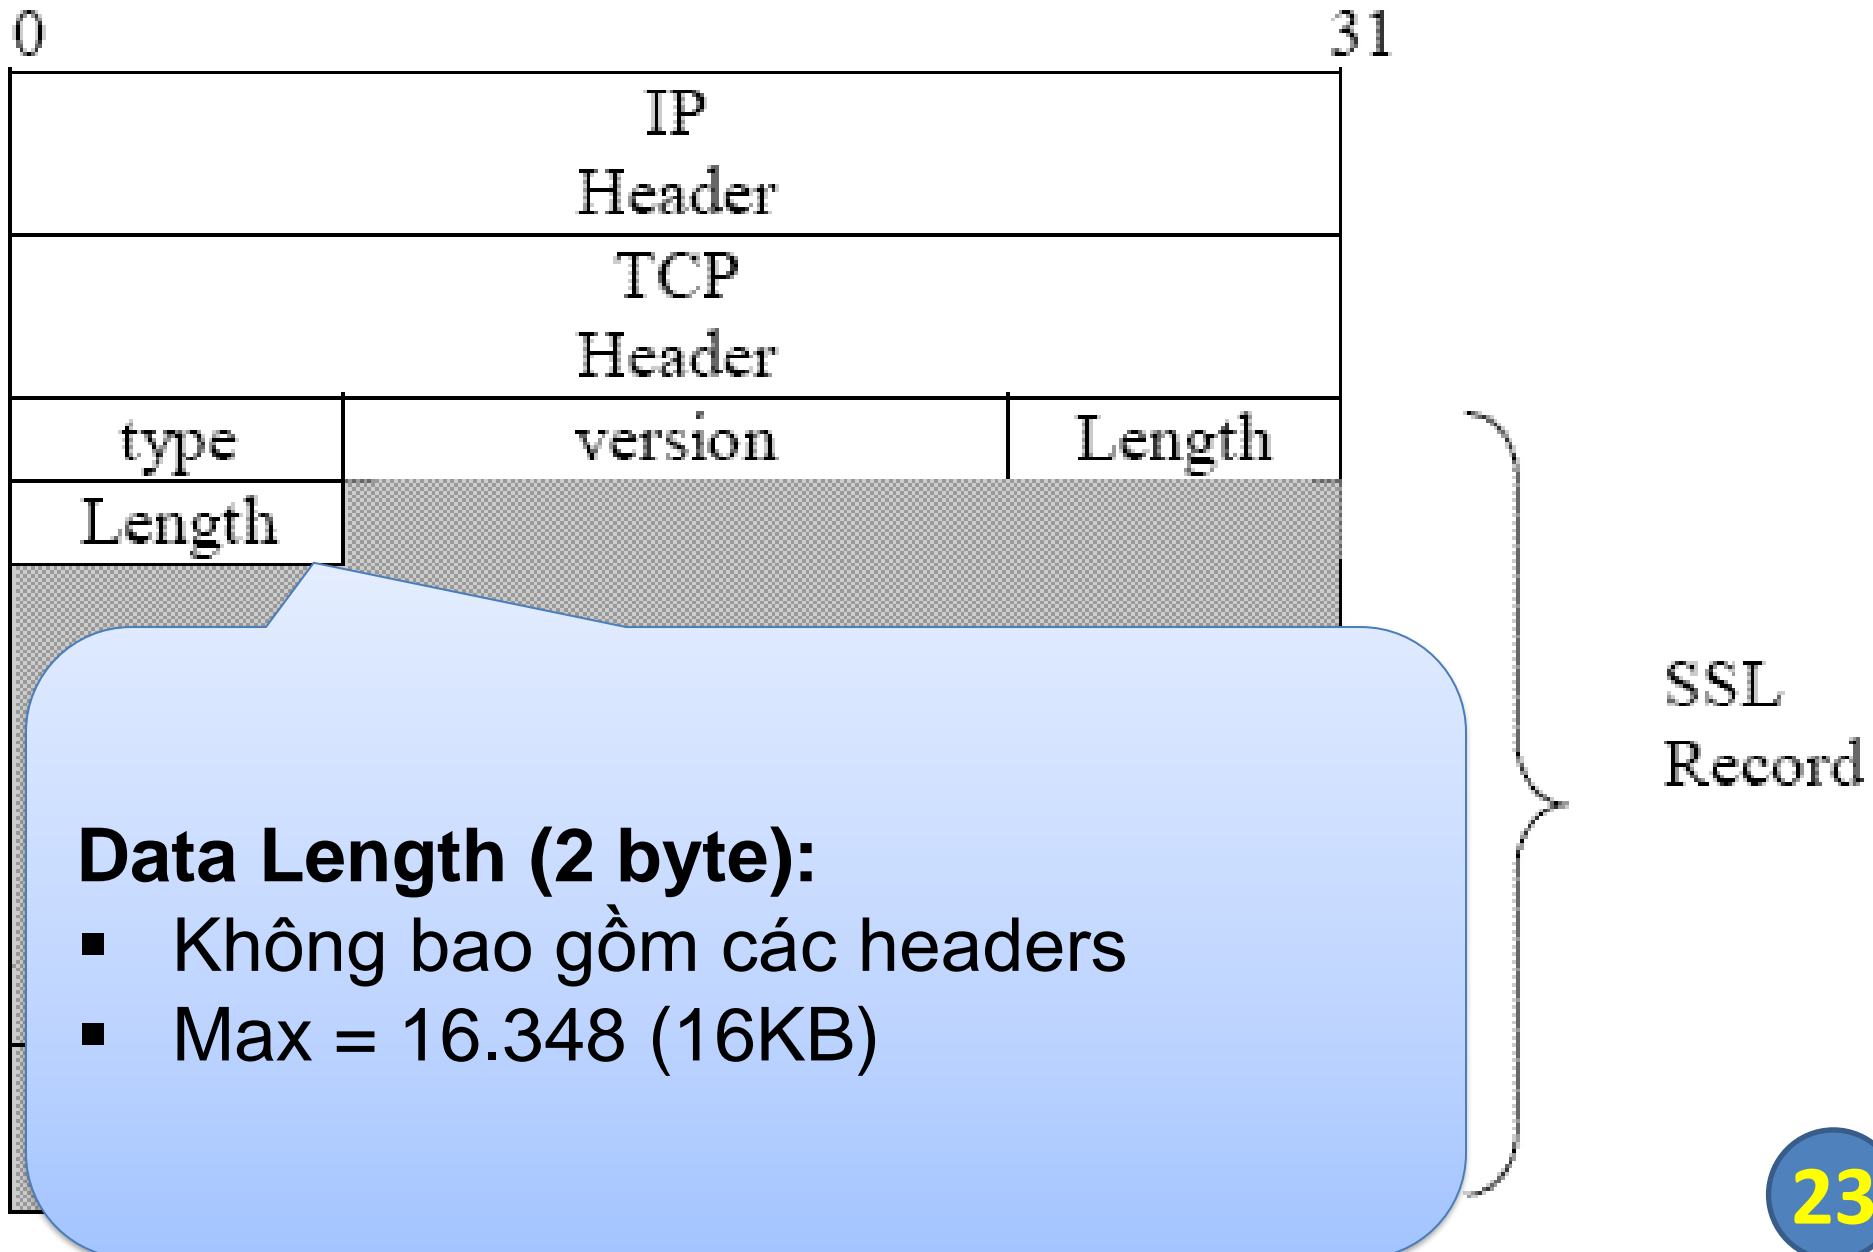 0 31
IP
Header
TCP
Header
type version Length
Length
SSL
Record
Data Length (2 byte):
▪ Không bao gồm các headers
▪ Max = 16.348 (16KB)
23